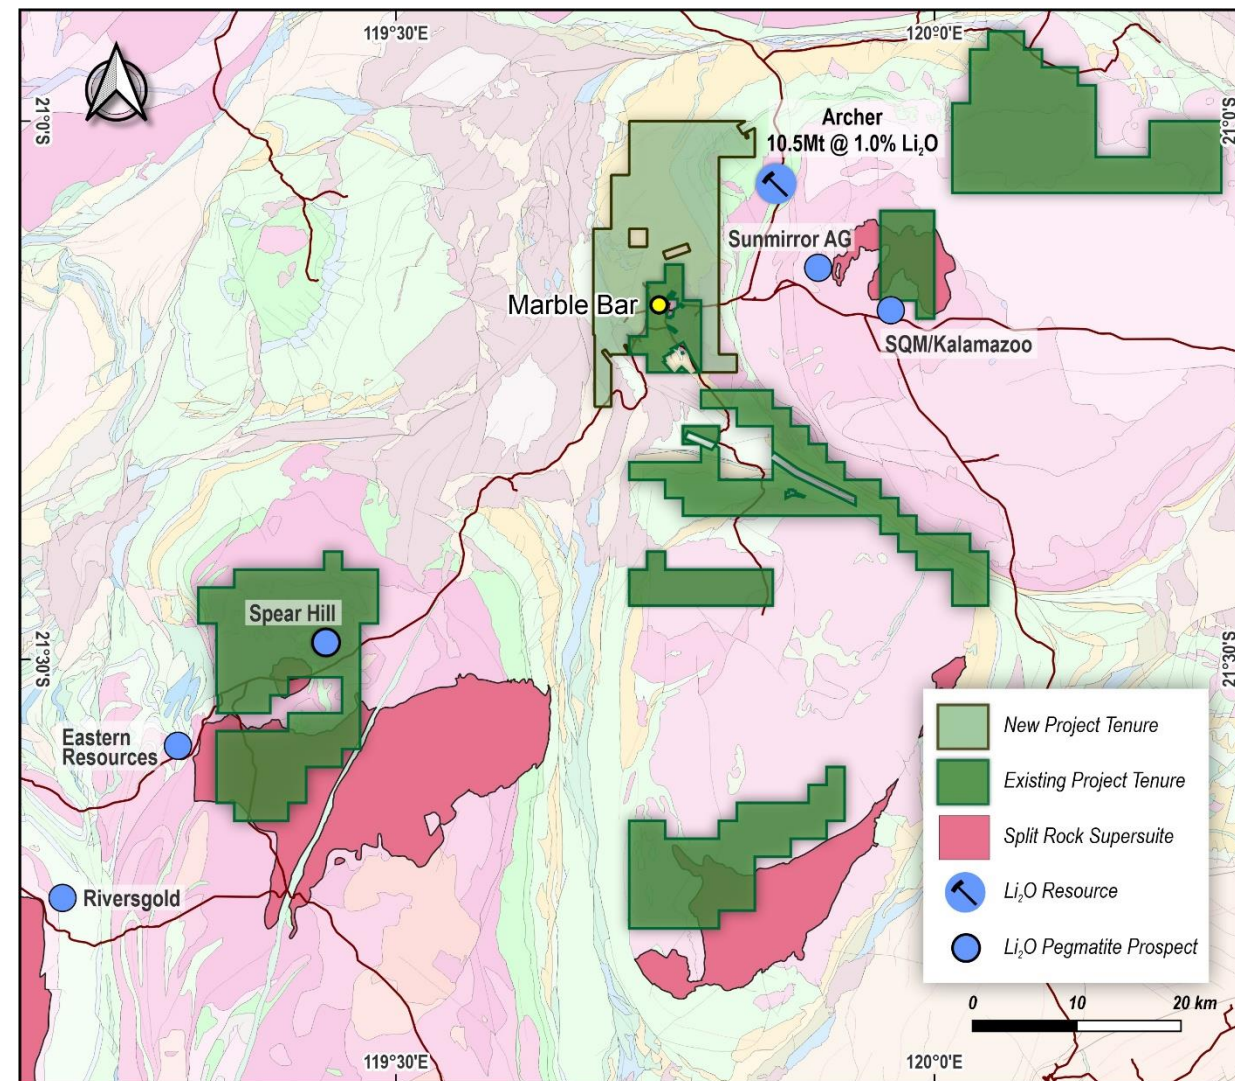 119°30'E
120°0'E
21°0'S
21°0'S
Archer
10.5Mt @ 1.0% Li₂O
Sunmirror AG
Marble Bar
SQM/Kalamazoo
Spear Hill
21°30'S
21°30'S
Eastern
Resources
Riversgold
New Project Tenure
Existing Project Tenure
Split Rock Supersuite
Li₂O Resource
Li₂O Pegmatite Prospect
0 10 20 km
119°30'E
120°0'E